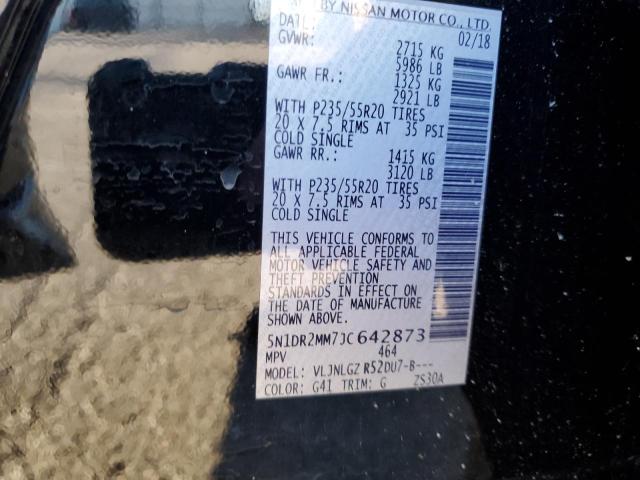 BY NISSAN MOTOR CO., LTD.
DATE: 02/18
GVWR: 2715 KG
5986 LB
GAWR FR.: 1325 KG
2921 LB
WITH P235/55R20 TIRES
20 X 7.5 RIMS AT 35 PSI
COLD SINGLE
GAWR RR.: 1415 KG
3120 LB
WITH P235/55R20 TIRES
20 X 7.5 RIMS AT 35 PSI
COLD SINGLE
THIS VEHICLE CONFORMS TO
ALL APPLICABLE FEDERAL
MOTOR VEHICLE SAFETY AND
THEFT PREVENTION
STANDARDS IN EFFECT ON
THE DATE OF MANUFACTURE
SHOWN ABOVE.
5N1DR2MM7JC642873
MPV 464
MODEL: VLJNLGZ R52DU7-B---
COLOR: G41 TRIM: G ZS30A